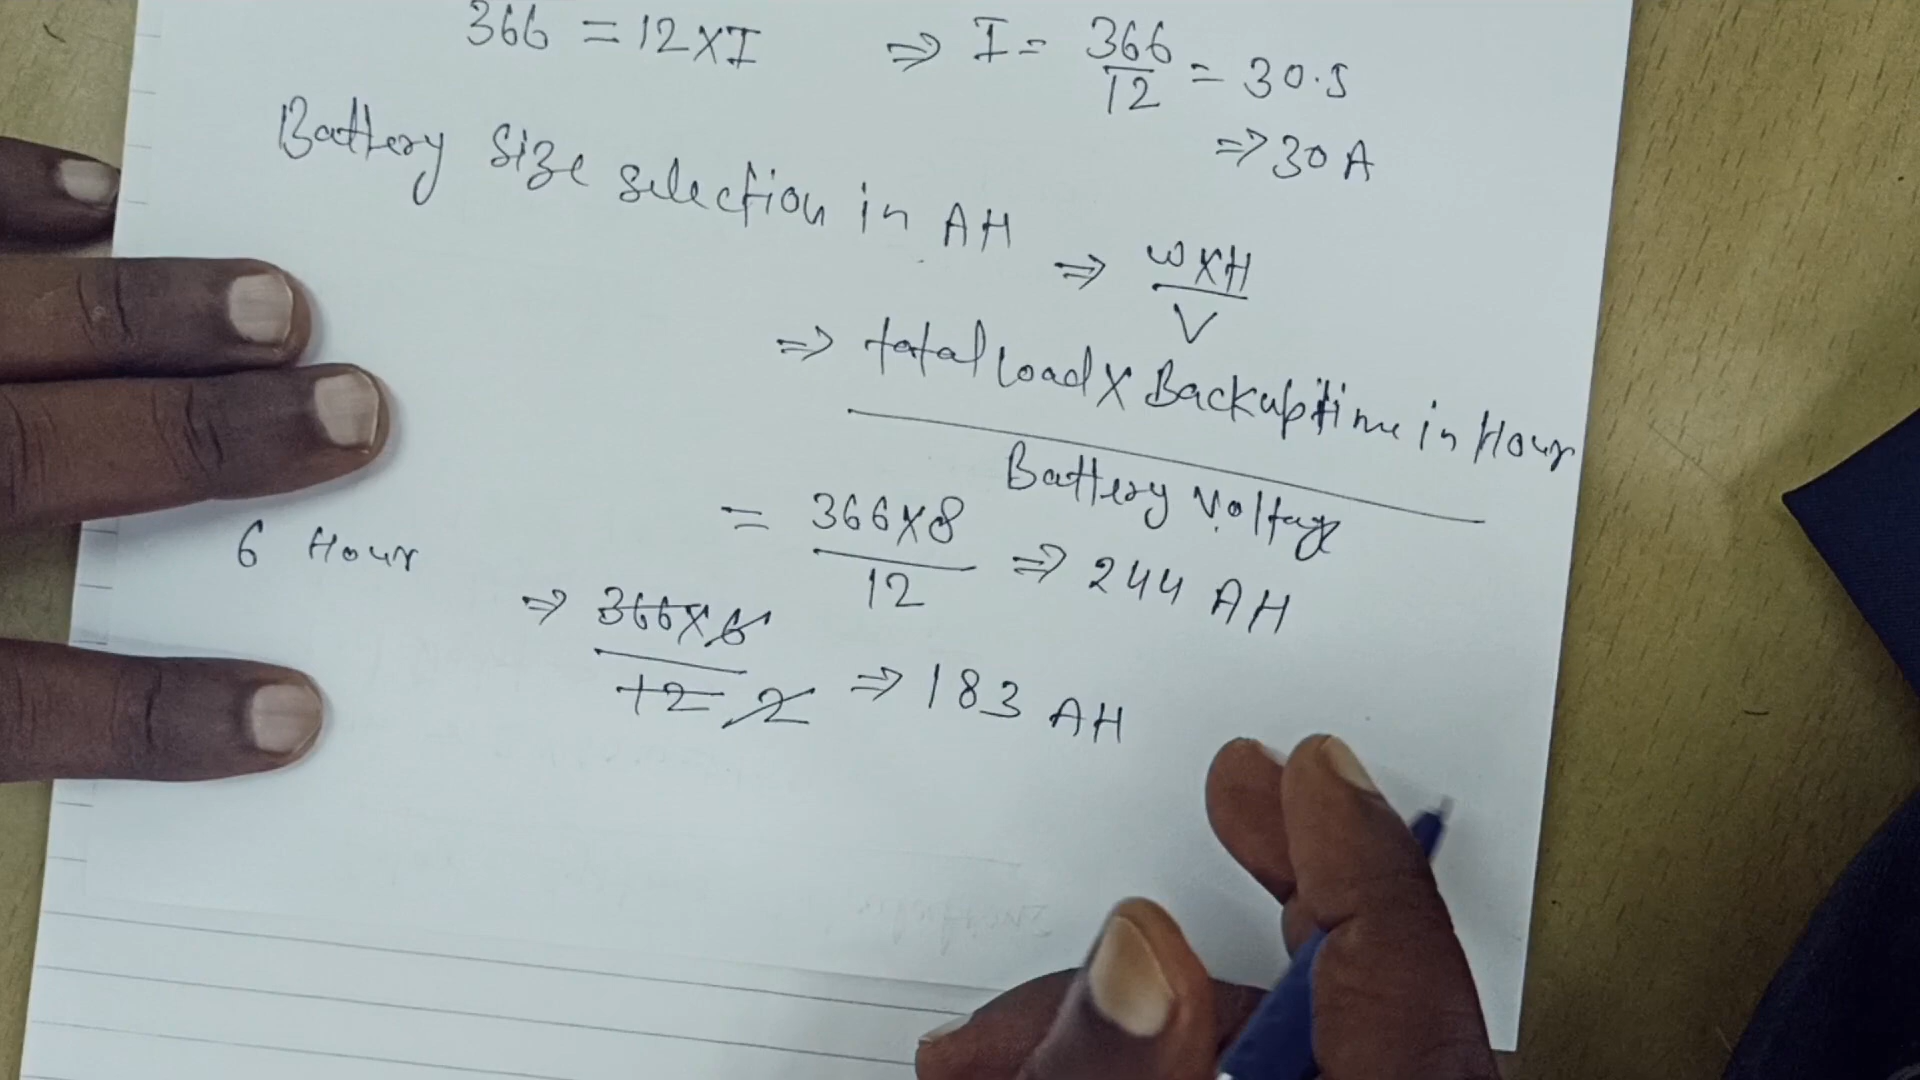 366 = 12 X I ⇒ I = 366/12 = 30.5
⇒ 30 A
Battery Size selection in AH ⇒ W X H / V
⇒ tatal load X Backup time in Hour / Battery Voltage
= 366 X 8 / 12 ⇒ 244 AH
6 Hour ⇒ 366 X 6 / 12 2 ⇒ 183 AH